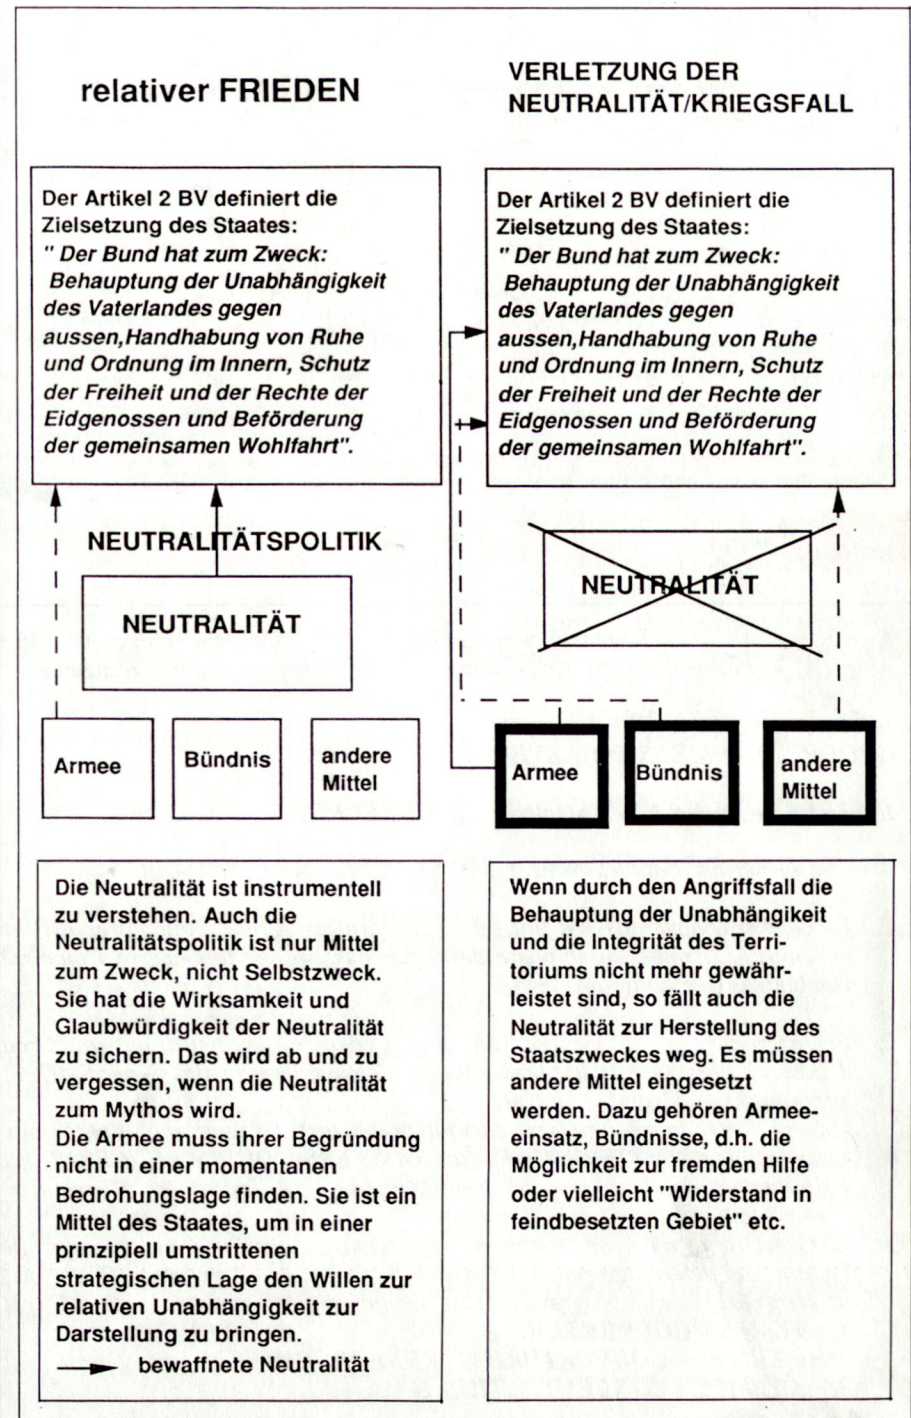 relativer FRIEDEN
Der Artikel 2 BV definiert die
Zielsetzung des Staates:
" Der Bund hat zum Zweck:
Behauptung der Unabhängigkeit
des Vaterlandes gegen
aussen,Handhabung von Ruhe
und Ordnung im Innern, Schutz
der Freiheit und der Rechte der
Eidgenossen und Beförderung
der gemeinsamen Wohlfahrt".
NEUTRALITÄTSPOLITIK
NEUTRALITÄT
Armee
Bündnis
andere
Mittel
Die Neutralität ist instrumentell
zu verstehen. Auch die
Neutralitätspolitik ist nur Mittel
zum Zweck, nicht Selbstzweck.
Sie hat die Wirksamkeit und
Glaubwürdigkeit der Neutralität
zu sichern. Das wird ab und zu
vergessen, wenn die Neutralität
zum Mythos wird.
Die Armee muss ihrer Begründung
nicht in einer momentanen
Bedrohungslage finden. Sie ist ein
Mittel des Staates, um in einer
prinzipiell umstrittenen
strategischen Lage den Willen zur
relativen Unabhängigkeit zur
Darstellung zu bringen.
bewaffnete Neutralität
VERLETZUNG DER
NEUTRALITÄT/KRIEGSFALL
Der Artikel 2 BV definiert die
Zielsetzung des Staates:
" Der Bund hat zum Zweck:
Behauptung der Unabhängigkeit
des Vaterlandes gegen
aussen,Handhabung von Ruhe
und Ordnung im Innern, Schutz
der Freiheit und der Rechte der
Eidgenossen und Beförderung
der gemeinsamen Wohlfahrt".
NEUTRALITÄT
Armee
Bündnis
andere
Mittel
Wenn durch den Angriffsfall die
Behauptung der Unabhängikeit
und die Integrität des Terri-
toriums nicht mehr gewähr-
leistet sind, so fällt auch die
Neutralität zur Herstellung des
Staatszweckes weg. Es müssen
andere Mittel eingesetzt
werden. Dazu gehören Armee-
einsatz, Bündnisse, d.h. die
Möglichkeit zur fremden Hilfe
oder vielleicht "Widerstand in
feindbesetzten Gebiet" etc.